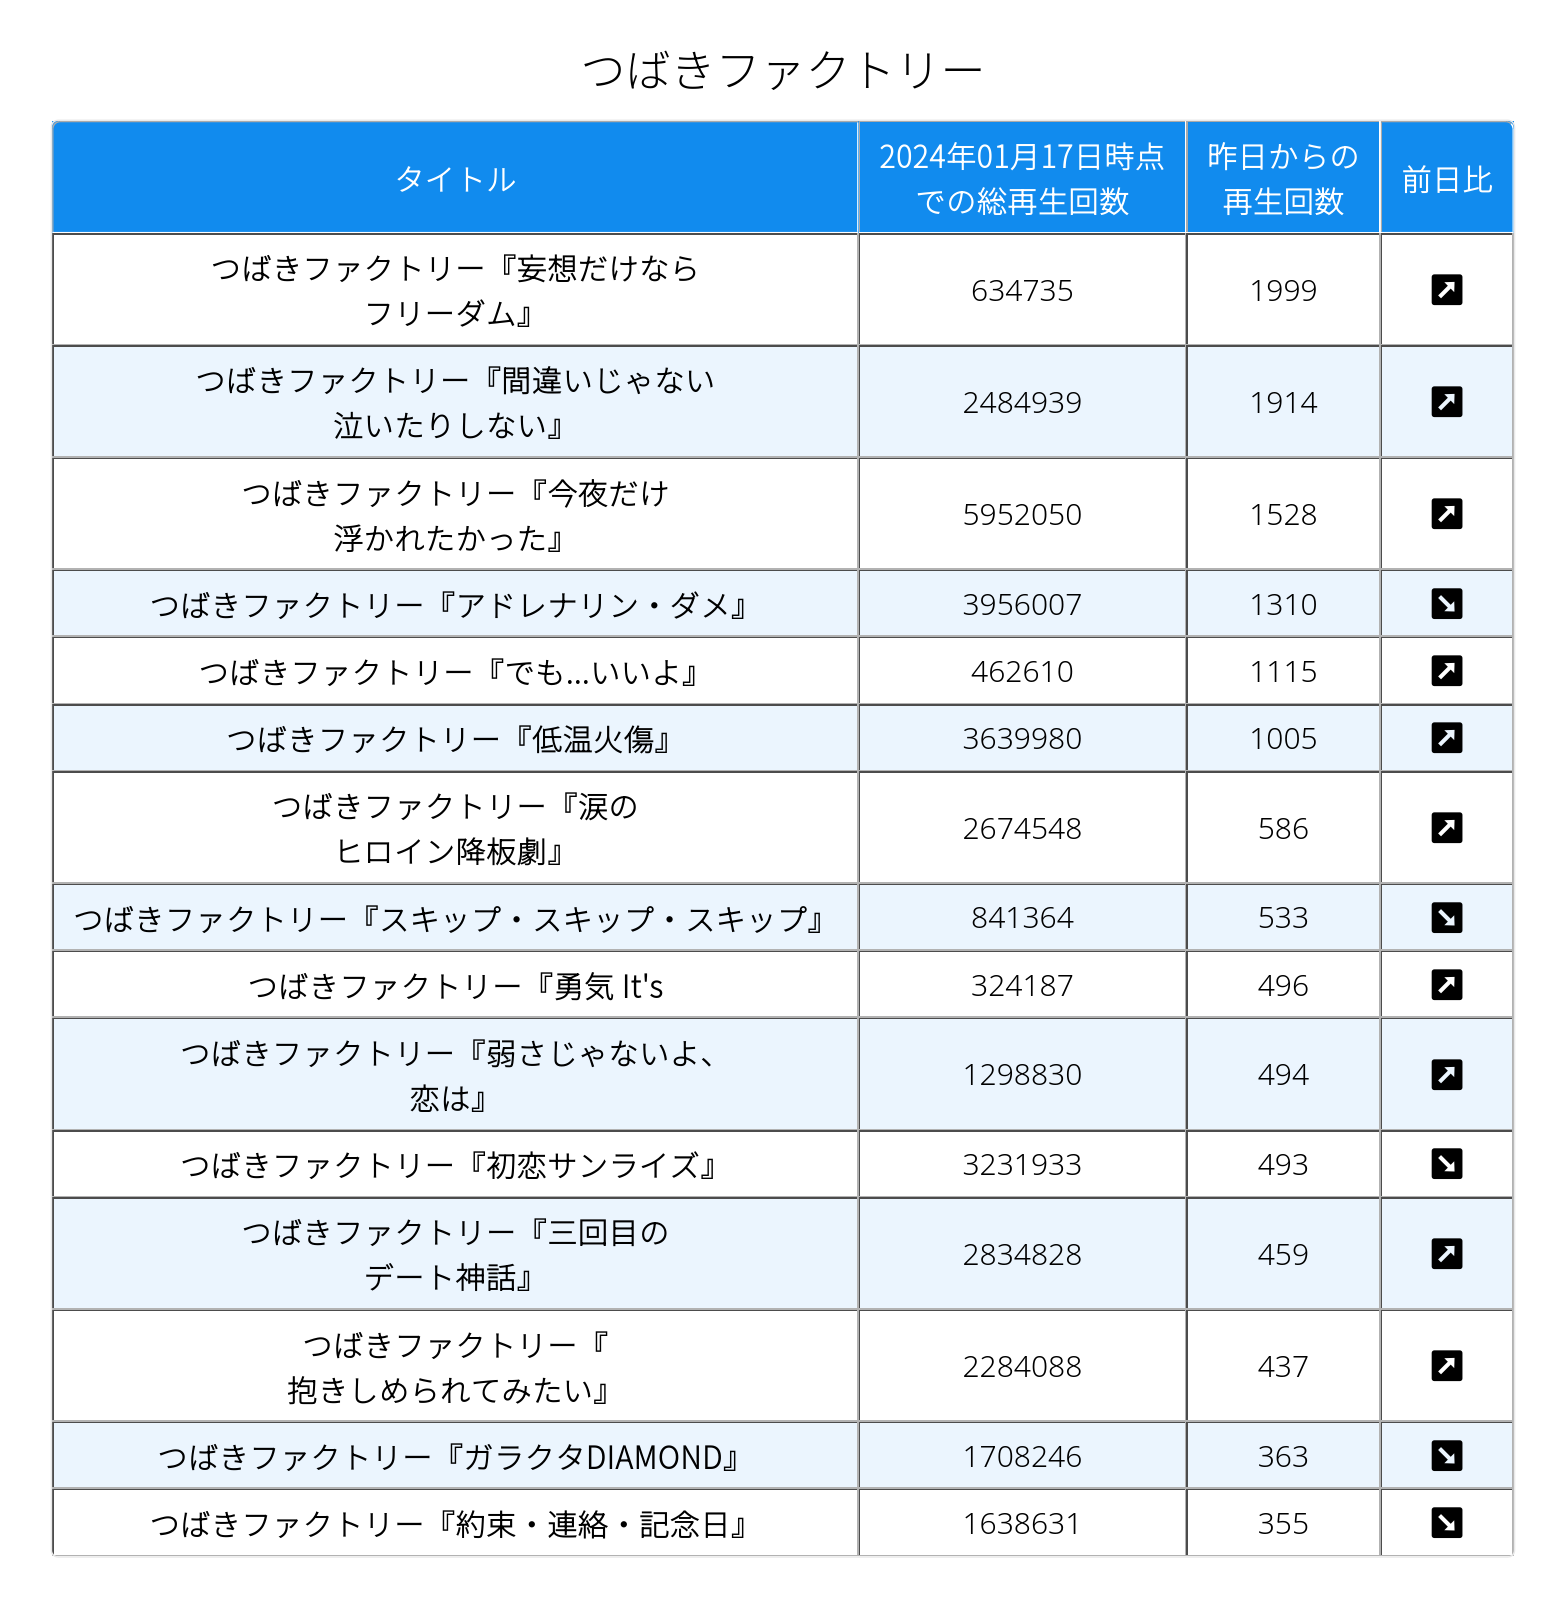 つばきファクトリー
タイトル
2024年01月17日時点
での総再生回数
昨日からの
再生回数
前日比
つばきファクトリー『妄想だけなら
フリーダム』
634735
1999
つばきファクトリー『間違いじゃない
泣いたりしない』
2484939
1914
つばきファクトリー『今夜だけ
浮かれたかった』
5952050
1528
つばきファクトリー『アドレナリン・ダメ』
3956007
1310
つばきファクトリー『でも...いいよ』
462610
1115
つばきファクトリー『低温火傷』
3639980
1005
つばきファクトリー『涙の
ヒロイン降板劇』
2674548
586
つばきファクトリー『スキップ・スキップ・スキップ』
841364
533
つばきファクトリー『勇気 It's
324187
496
つばきファクトリー『弱さじゃないよ、
恋は』
1298830
494
つばきファクトリー『初恋サンライズ』
3231933
493
つばきファクトリー『三回目の
デート神話』
2834828
459
つばきファクトリー『
抱きしめられてみたい』
2284088
437
つばきファクトリー『ガラクタDIAMOND』
1708246
363
つばきファクトリー『約束・連絡・記念日』
1638631
355